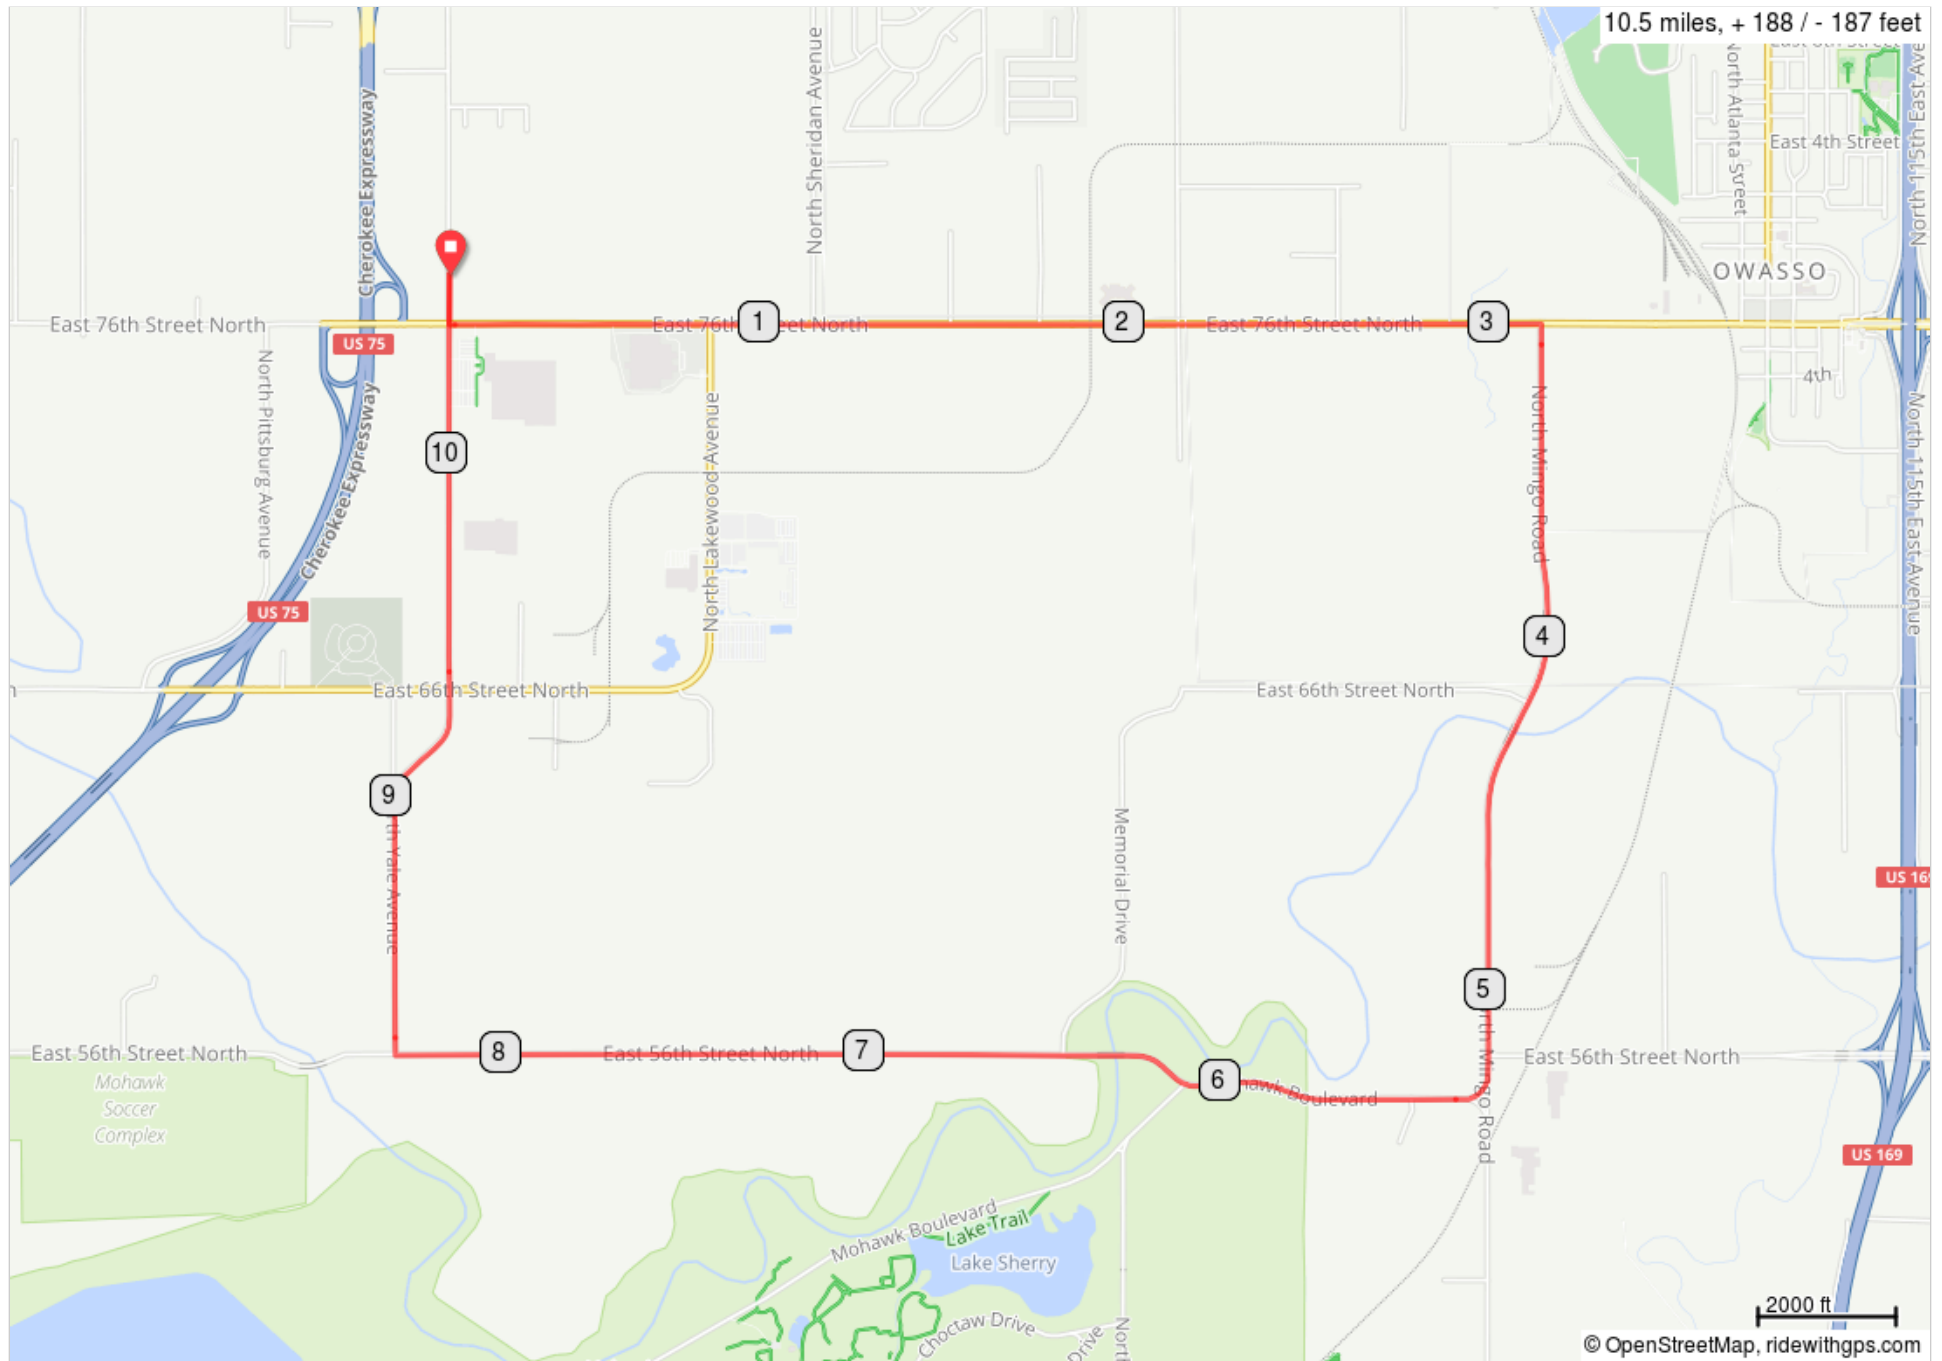 10.5 miles, + 188 / - 187 feet
Cherokee Expressway
North Sheridan Avenue
North Atlanta Street
East 4th Street
OWASSO
East 76th Street North
US 75
East 76th Street North
1
2
East 76th Street North
3
4th
North Pittsburg Avenue
Cherokee Expressway
10
North Lakewood Avenue
North Mingo Road
North 115th East Avenue
US 75
4
East 66th Street North
East 66th Street North
9
th Yale Avenue
Memorial Drive
US 169
5
East 56th Street North
8
East 56th Street North
7
6
hawk Boulevard
rth Mingo Road
East 56th Street North
Mohawk
Soccer
Complex
US 169
Mohawk Boulevard
Lake Trail
Lake Sherry
Choctaw Drive
Drive
North
2000 ft
© OpenStreetMap, ridewithgps.com